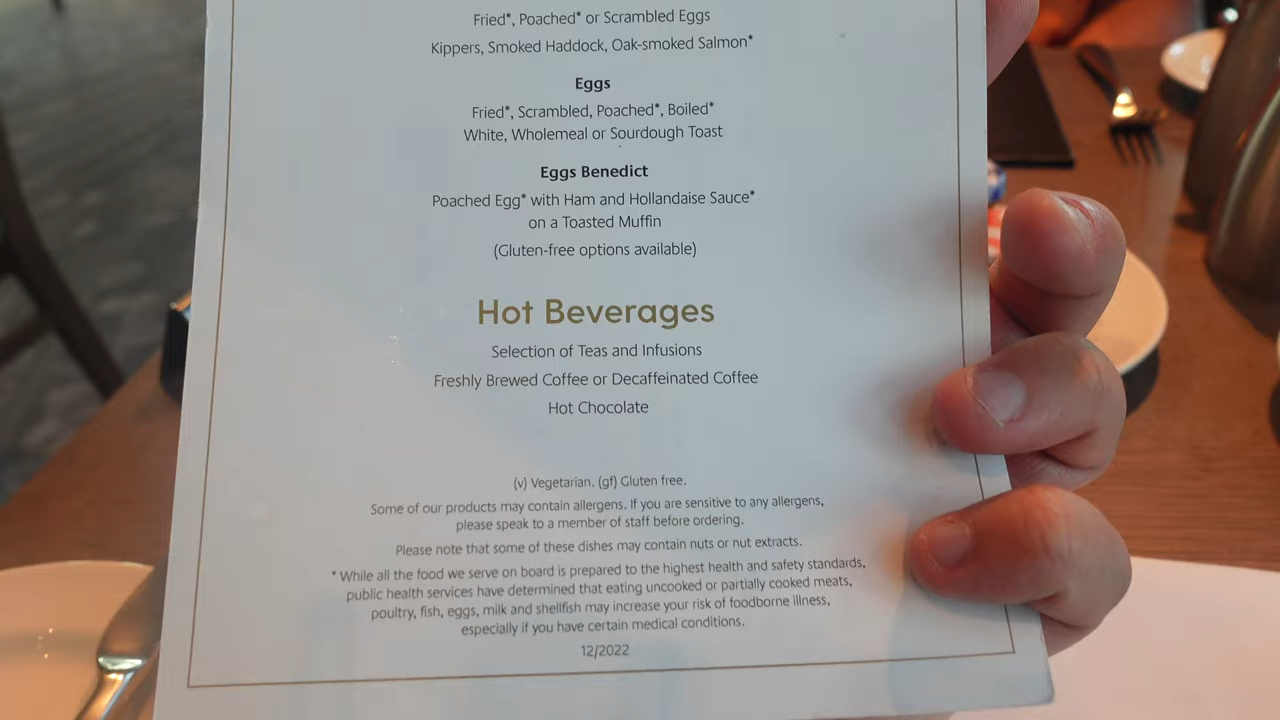 Fried*, Poached* or Scrambled Eggs
Kippers, Smoked Haddock, Oak-smoked Salmon*
Eggs
Fried*, Scrambled, Poached*, Boiled*
White, Wholemeal or Sourdough Toast
Eggs Benedict
Poached Egg* with Ham and Hollandaise Sauce*
on a Toasted Muffin
(Gluten-free options available)
Hot Beverages
Selection of Teas and Infusions
Freshly Brewed Coffee or Decaffeinated Coffee
Hot Chocolate
(v) Vegetarian. (gf) Gluten free.
Some of our products may contain allergens. If you are sensitive to any allergens,
please speak to a member of staff before ordering.
Please note that some of these dishes may contain nuts or nut extracts.
* While all the food we serve on board is prepared to the highest health and safety standards,
public health services have determined that eating uncooked or partially cooked meats,
poultry, fish, eggs, milk and shellfish may increase your risk of foodborne illness,
especially if you have certain medical conditions.
12/2022